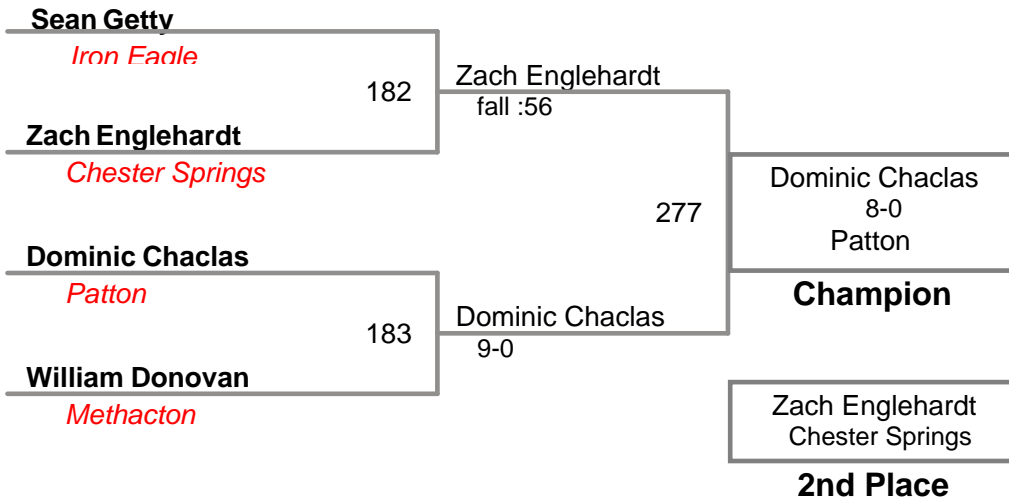 Sean Getty
Iron Eagle
182
Zach Englehardt
Chester Springs
Zach Englehardt
fall :56
277
Dominic Chaclas
Patton
183
William Donovan
Methacton
Dominic Chaclas
9-0
Dominic Chaclas
8-0
Patton
Champion
Zach Englehardt
Chester Springs
2nd Place